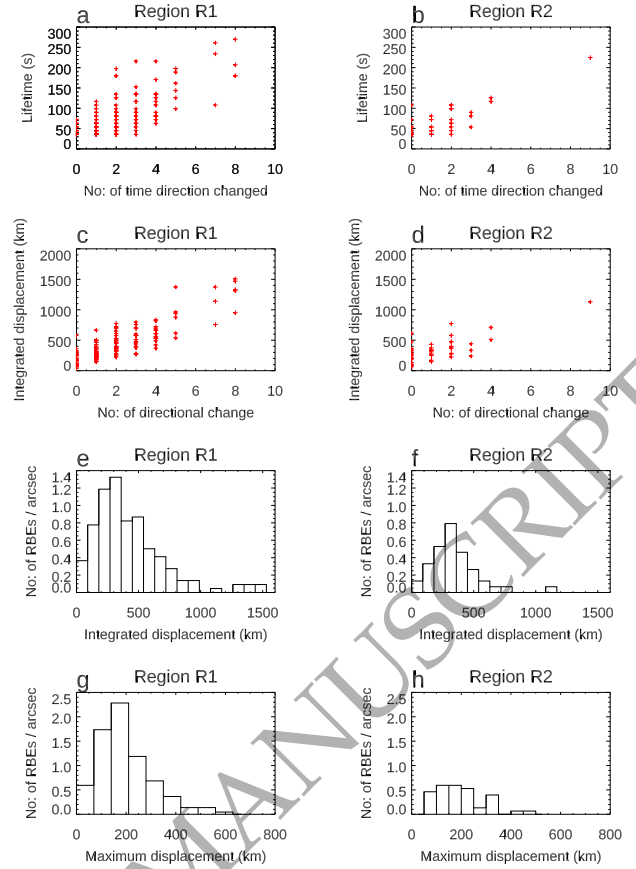 a Region R1
b Region R2
Lifetime (s)
300
250
200
150
100
50
0
0 2 4 6 8 10
No: of time direction changed
Lifetime (s)
300
250
200
150
100
50
0
0 2 4 6 8 10
No: of time direction changed
c Region R1
d Region R2
Integrated displacement (km)
2000
1500
1000
500
0
0 2 4 6 8 10
No: of directional change
Integrated displacement (km)
2000
1500
1000
500
0
0 2 4 6 8 10
No: of directional change
e Region R1
f Region R2
No: of RBEs / arcsec
1.4
1.2
1.0
0.8
0.6
0.4
0.2
0.0
0 500 1000 1500
Integrated displacement (km)
No: of RBEs / arcsec
1.4
1.2
1.0
0.8
0.6
0.4
0.2
0.0
0 500 1000 1500
Integrated displacement (km)
g Region R1
h Region R2
No: of RBEs / arcsec
2.5
2.0
1.5
1.0
0.5
0.0
0 200 400 600 800
Maximum displacement (km)
No: of RBEs / arcsec
2.5
2.0
1.5
1.0
0.5
0.0
0 200 400 600 800
Maximum displacement (km)
MANUSCRIPT